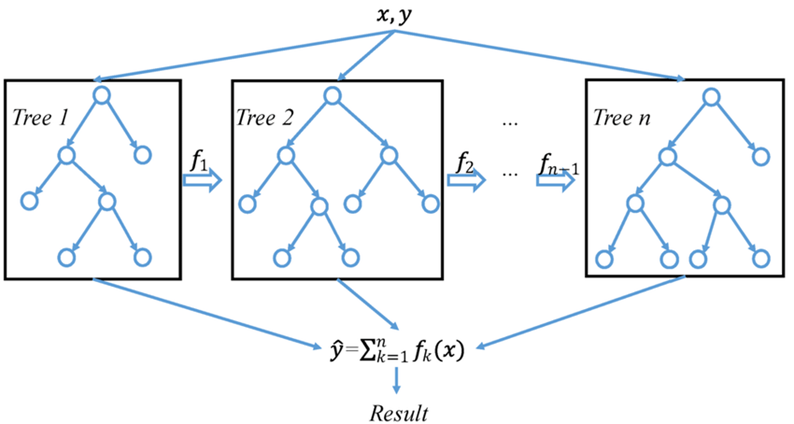 x, y
Tree 1
Tree 2
...
Tree n
f₁
f₂
...
fₙ₋₁
ŷ=∑ⁿₖ₌₁ fₖ(x)
Result